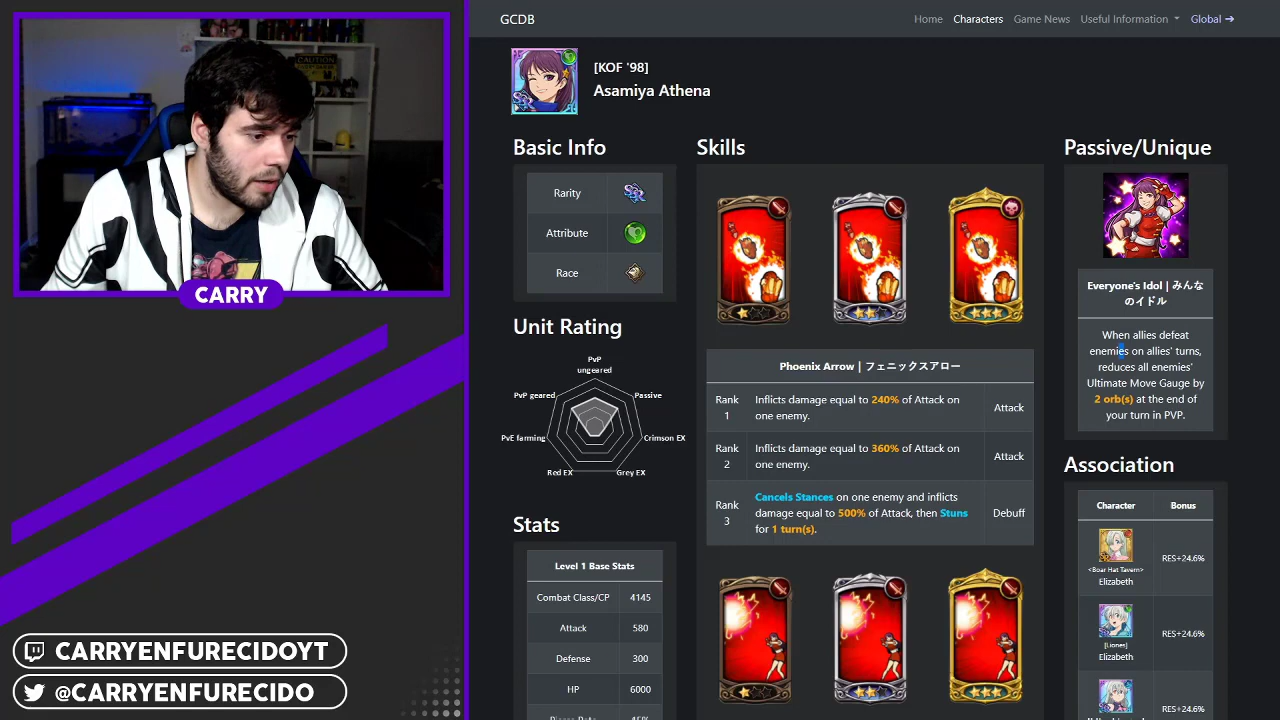 GCDB
Home
Characters
Game News
Useful Information
Global
[KOF '98]
Asamiya Athena
CARRY
CARRYENFURECIDOYT
@CARRYENFURECIDO
Basic Info
Rarity
Attribute
Race
Unit Rating
PvP
ungeared
PvP geared
Passive
PvE farming
Crimson EX
Red EX
Grey EX
Stats
Level 1 Base Stats
Combat Class/CP 4145
Attack 580
Defense 300
HP 6000
Skills
Phoenix Arrow | フェニックスアロー
Rank
1
Inflicts damage equal to 240% of Attack on
one enemy.
Attack
Rank
2
Inflicts damage equal to 360% of Attack on
one enemy.
Attack
Rank
3
Cancels Stances on one enemy and inflicts
damage equal to 500% of Attack, then Stuns
for 1 turn(s).
Debuff
Passive/Unique
Everyone's Idol | みんな
のイドル
When allies defeat
enemies on allies' turns,
reduces all enemies'
Ultimate Move Gauge by
2 orb(s) at the end of
your turn in PVP.
Association
Character Bonus
<Boar Hat Tavern>
Elizabeth
RES+24.6%
[Liones]
Elizabeth
RES+24.6%
RES+24.6%